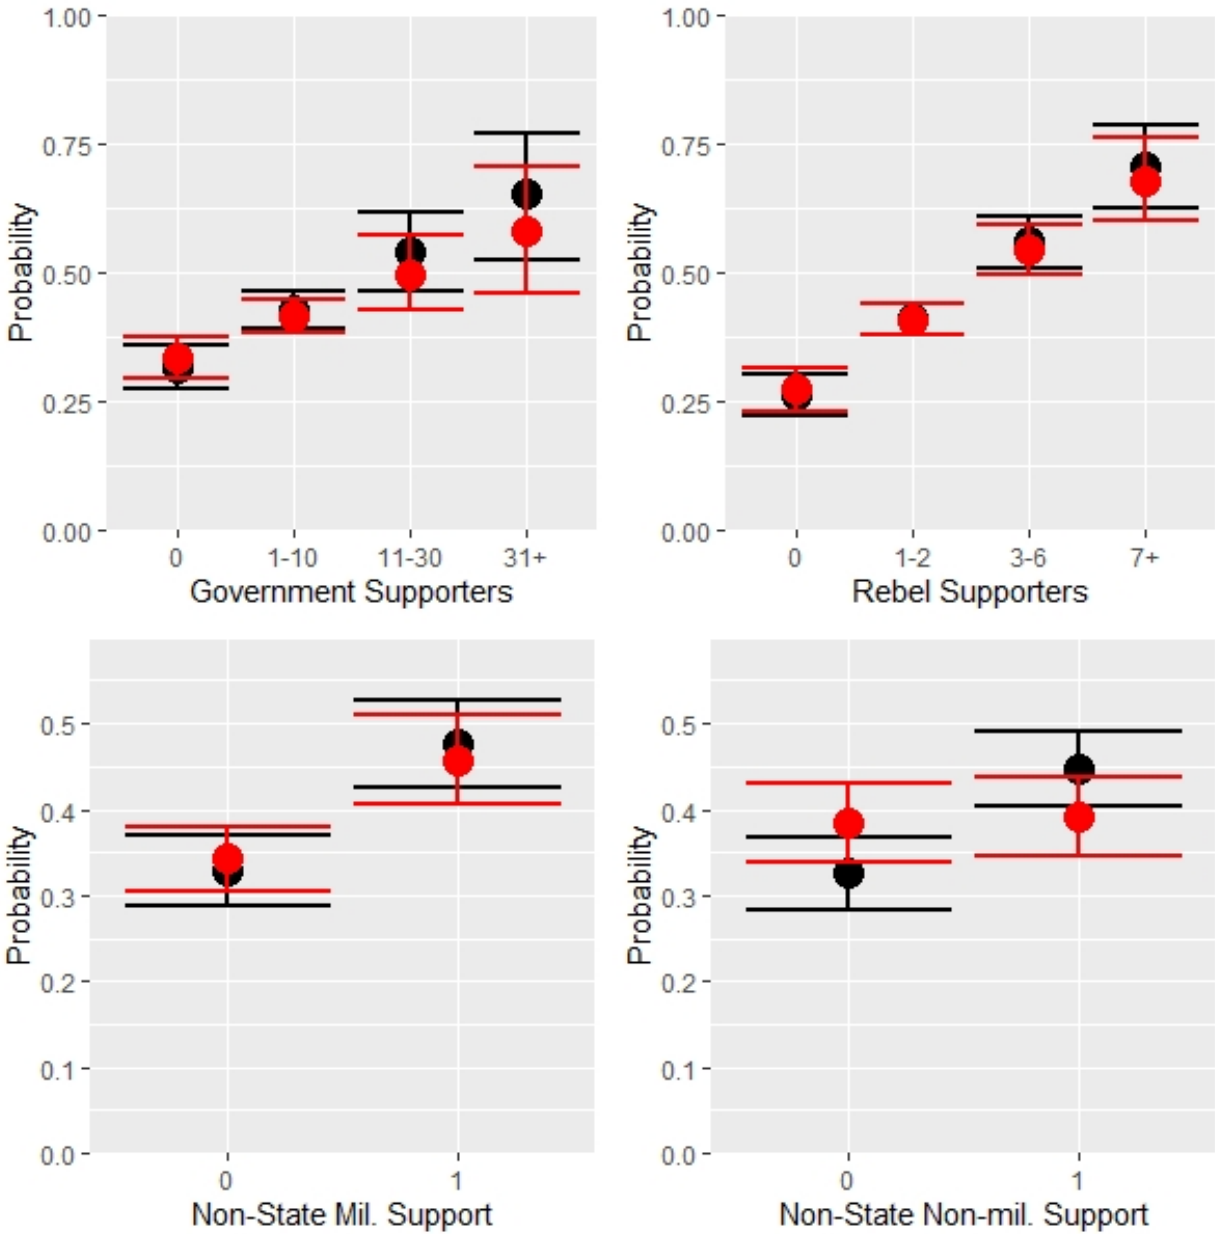 1.00
0.75
0.50
0.25
0.00
Probability
0 1-10 11-30 31+
Government Supporters
1.00
0.75
0.50
0.25
0.00
Probability
0 1-2 3-6 7+
Rebel Supporters
0.5
0.4
0.3
0.2
0.1
0.0
Probability
0 1
Non-State Mil. Support
0.5
0.4
0.3
0.2
0.1
0.0
Probability
0 1
Non-State Non-mil. Support